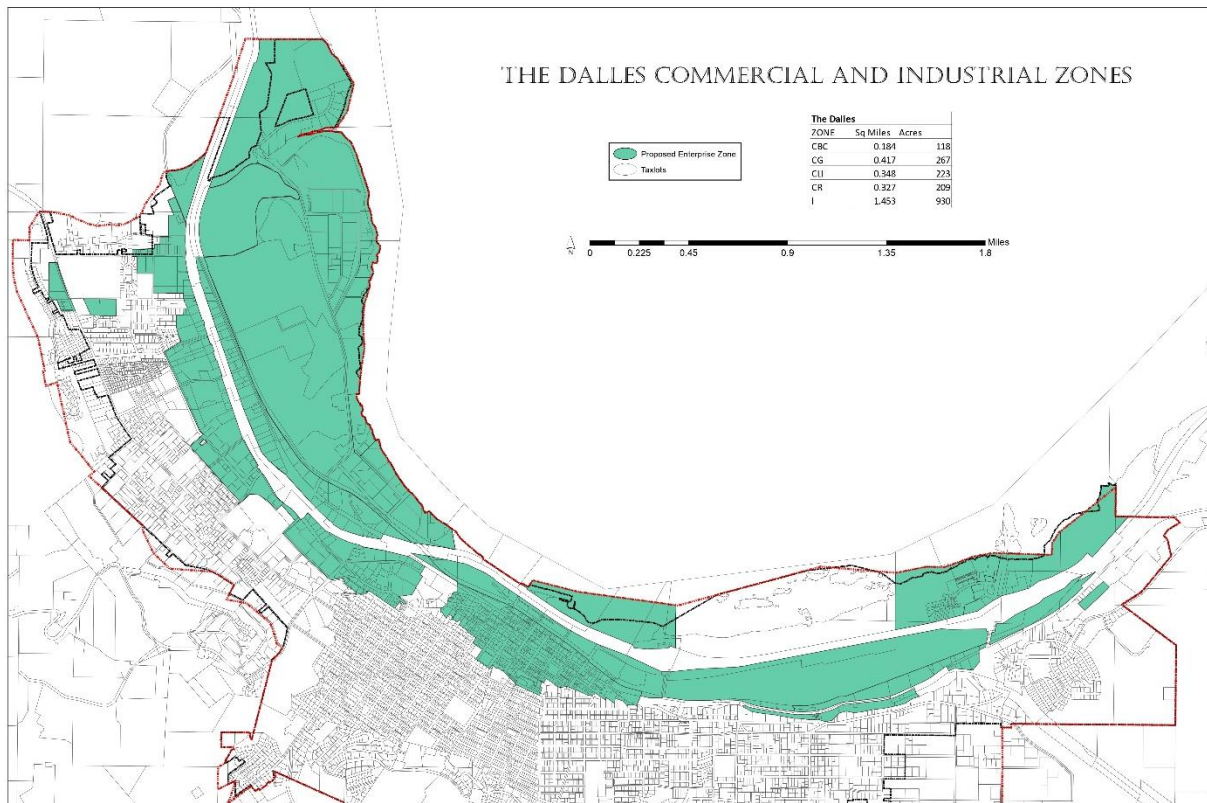 THE DALLES COMMERCIAL AND INDUSTRIAL ZONES
The Dalles
ZONE Sq Miles Acres
CBC 0.184 118
CG 0.417 267
CLI 0.348 223
CR 0.327 209
I 1.453 930
Proposed Enterprise Zone
Taxlots
Miles
0 0.225 0.45 0.9 1.35 1.8
N